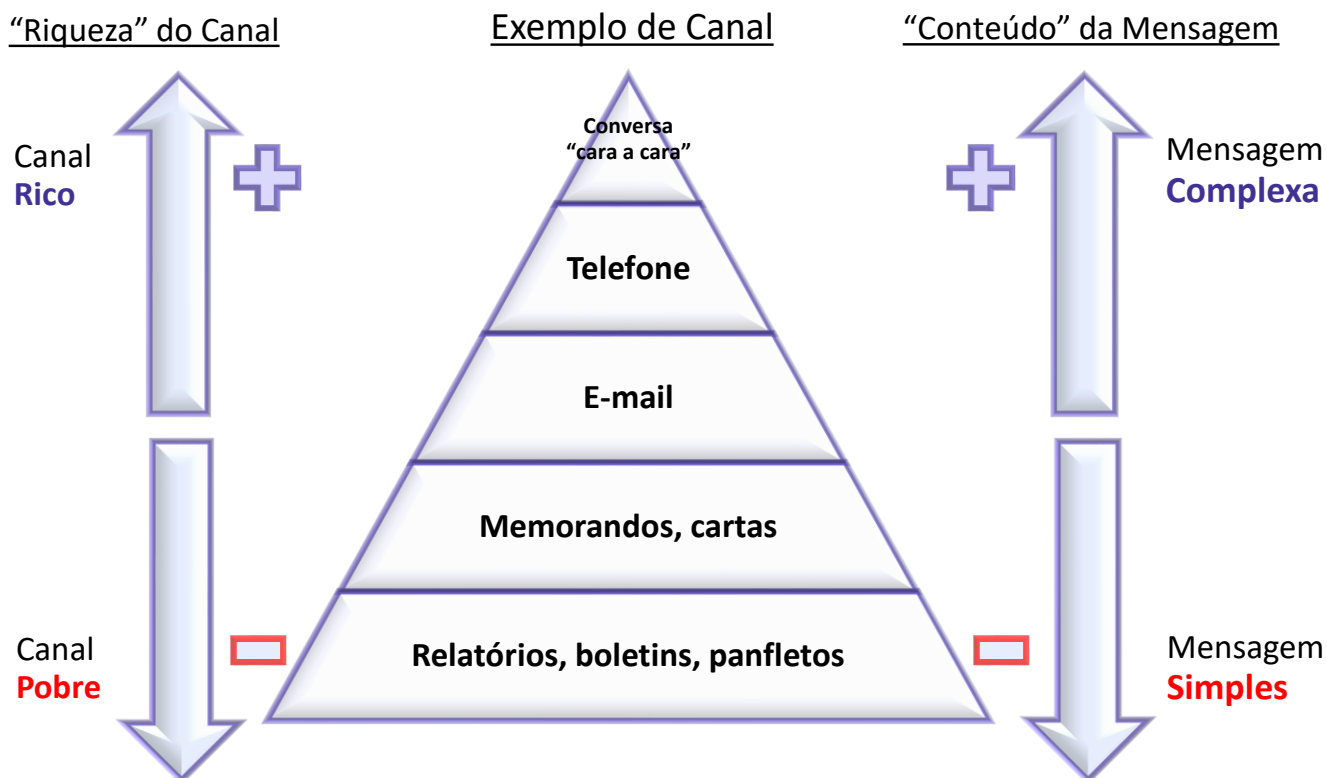 “Riqueza” do Canal
Exemplo de Canal
“Conteúdo” da Mensagem
Canal
Rico
Conversa
“cara a cara”
Mensagem
Complexa
Telefone
E-mail
Memorandos, cartas
Canal
Pobre
Relatórios, boletins, panfletos
Mensagem
Simples